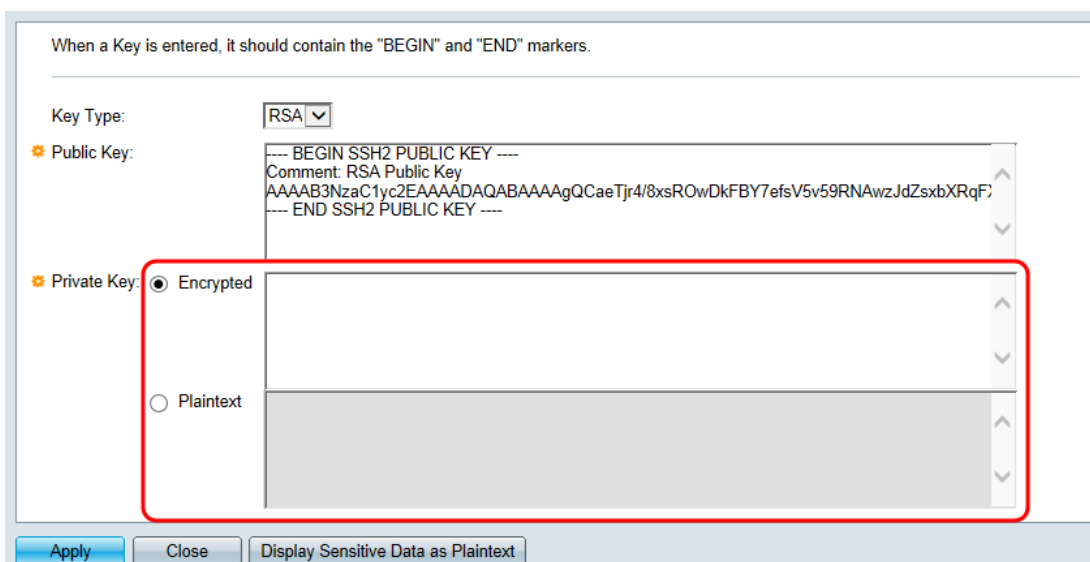 When a Key is entered, it should contain the "BEGIN" and "END" markers.
Key Type:
RSA
Public Key:
---- BEGIN SSH2 PUBLIC KEY ----
Comment: RSA Public Key
AAAAB3NzaC1yc2EAAAADAQABAAAAgQCaeTjr4/8xsROwDkFBY7efsV5v59RNAwzJdZsxbXRqFX
---- END SSH2 PUBLIC KEY ----
Private Key:
Encrypted
Plaintext
Apply Close Display Sensitive Data as Plaintext